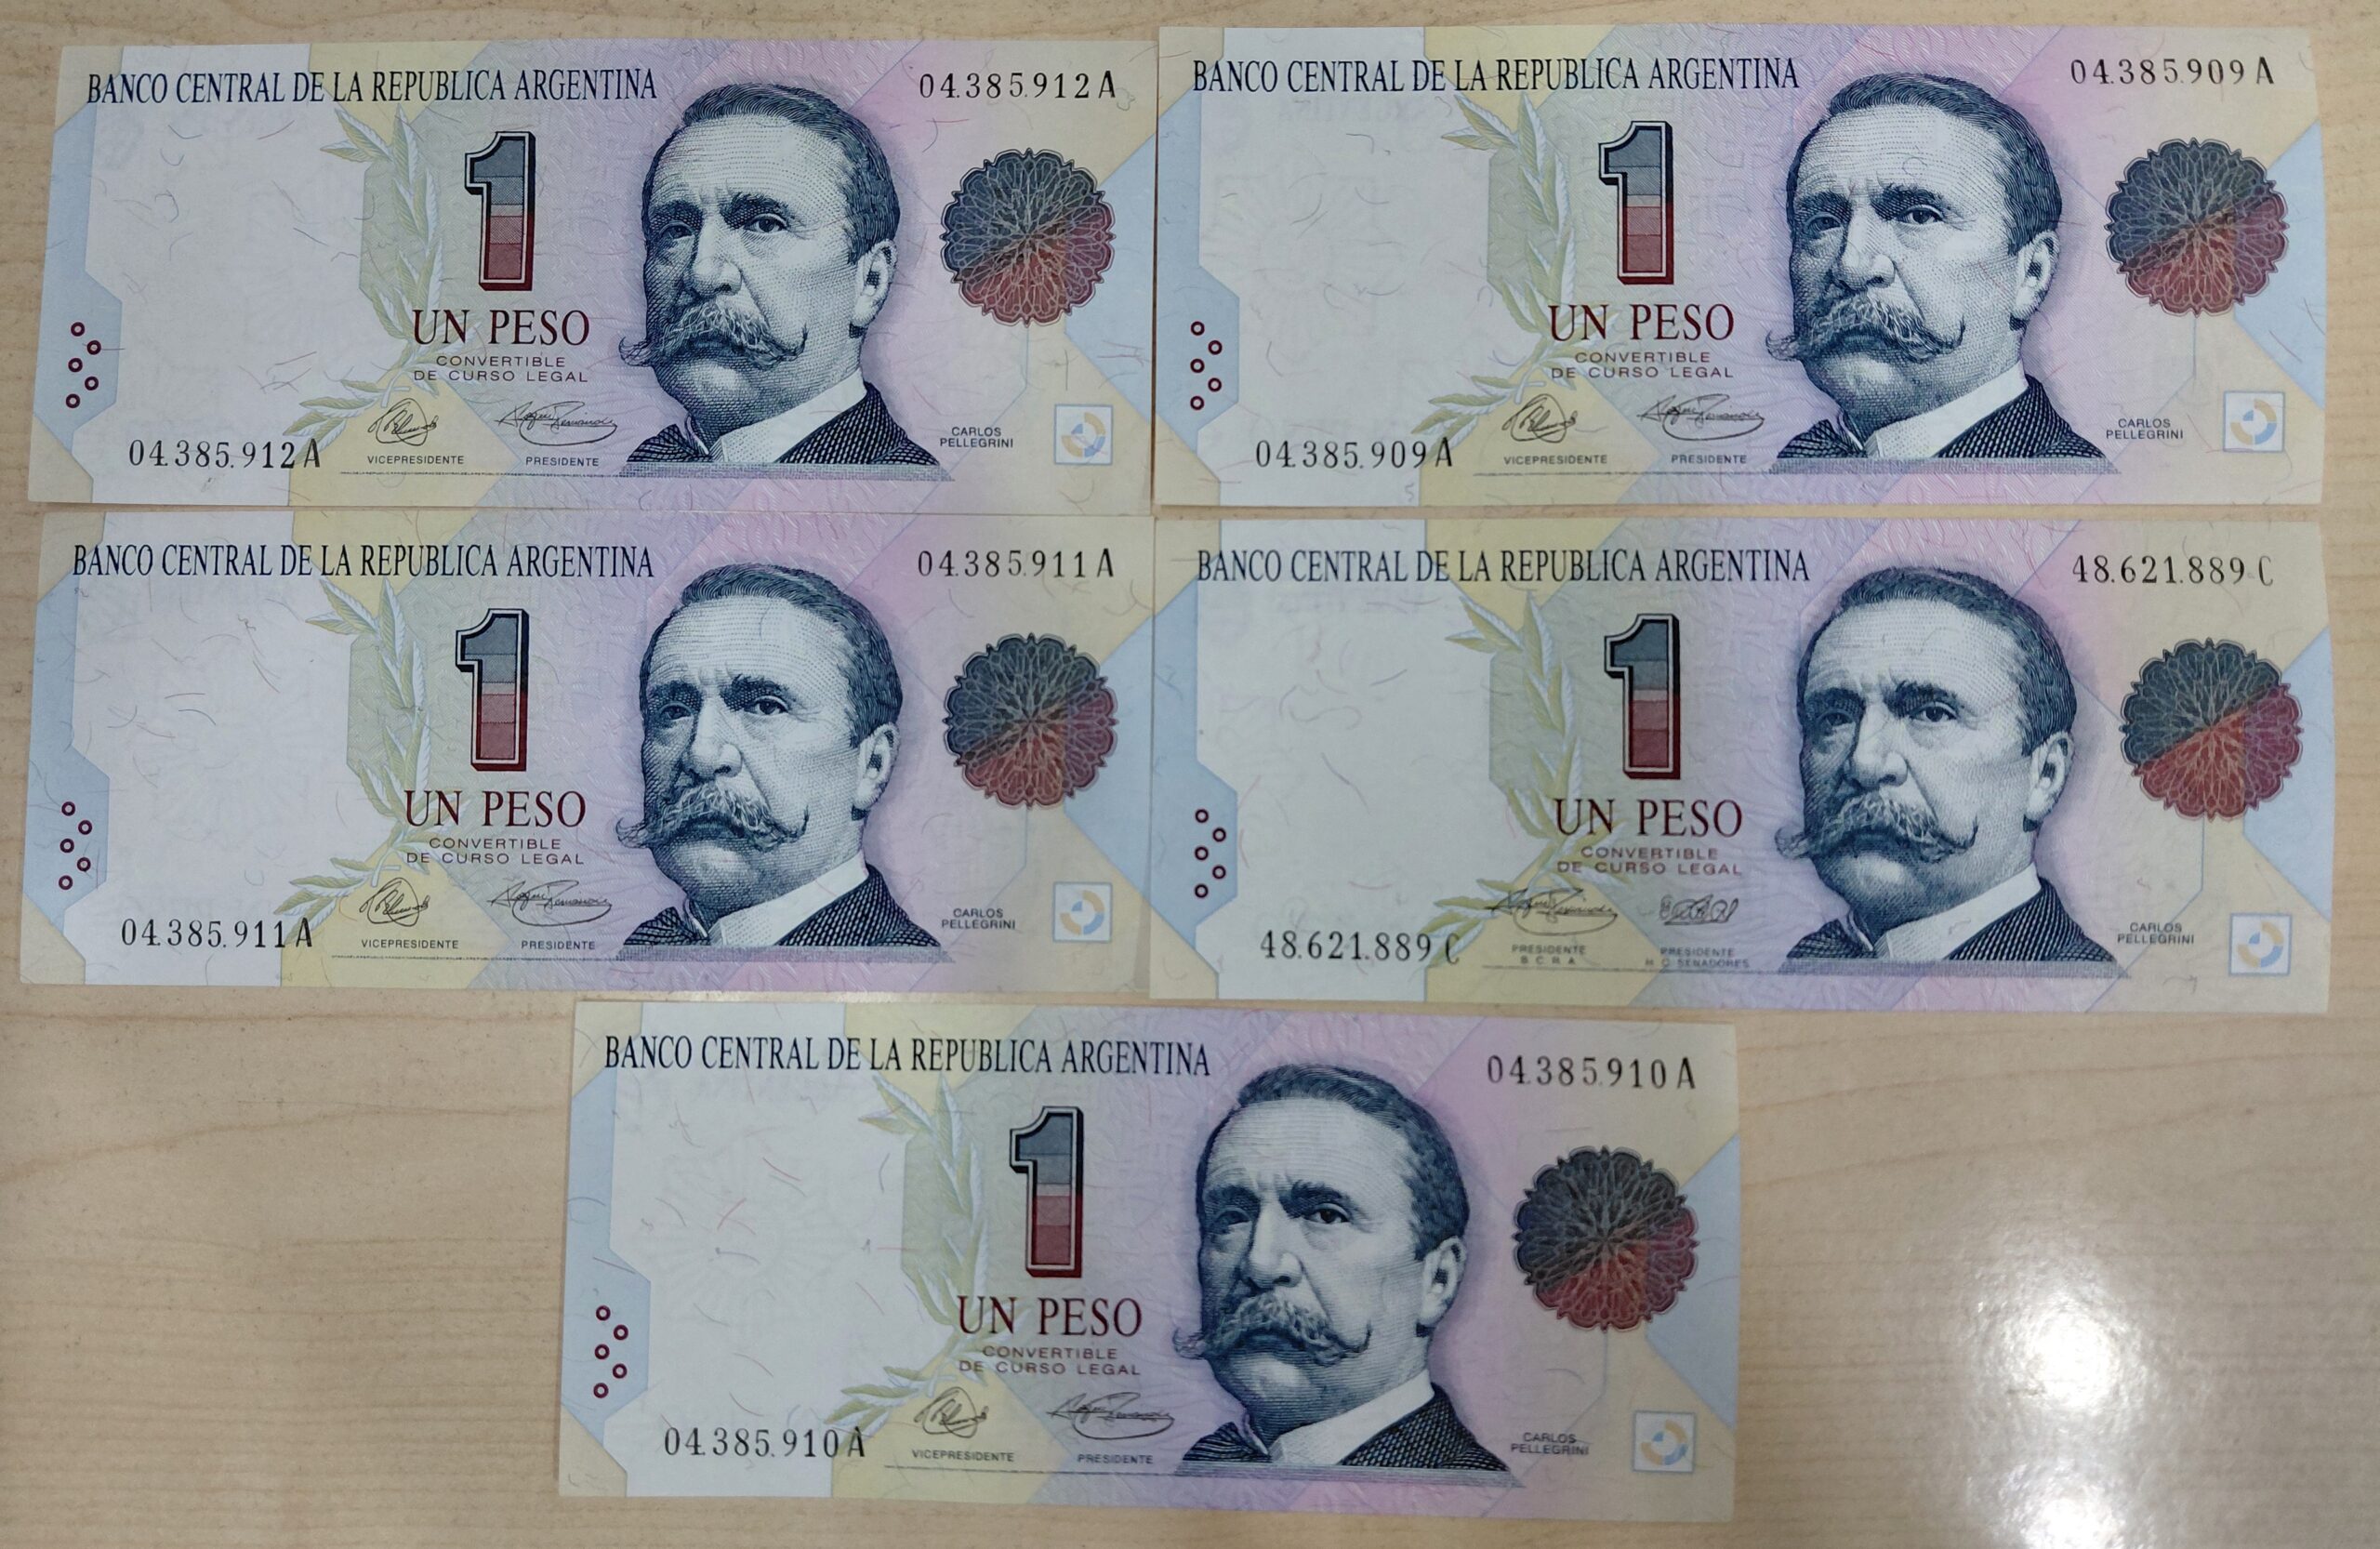 BANCO CENTRAL DE LA REPUBLICA ARGENTINA
04.385.912 A
1
UN PESO
CONVERTIBLE
DE CURSO LEGAL
VICEPRESIDENTE
PRESIDENTE
CARLOS
PELLEGRINI
04.385.912 A
BANCO CENTRAL DE LA REPUBLICA ARGENTINA
04.385.909 A
1
UN PESO
CONVERTIBLE
DE CURSO LEGAL
VICEPRESIDENTE
PRESIDENTE
CARLOS
PELLEGRINI
04.385.909 A
BANCO CENTRAL DE LA REPUBLICA ARGENTINA
04.385.911 A
1
UN PESO
CONVERTIBLE
DE CURSO LEGAL
VICEPRESIDENTE
PRESIDENTE
CARLOS
PELLEGRINI
04.385.911 A
BANCO CENTRAL DE LA REPUBLICA ARGENTINA
48.621.889 C
1
UN PESO
CONVERTIBLE
DE CURSO LEGAL
PRESIDENTE
B.C.R.A.
PRESIDENTE
H.C. SENADORES
CARLOS
PELLEGRINI
48.621.889 C
BANCO CENTRAL DE LA REPUBLICA ARGENTINA
04.385.910 A
1
UN PESO
CONVERTIBLE
DE CURSO LEGAL
VICEPRESIDENTE
PRESIDENTE
CARLOS
PELLEGRINI
04.385.910 A